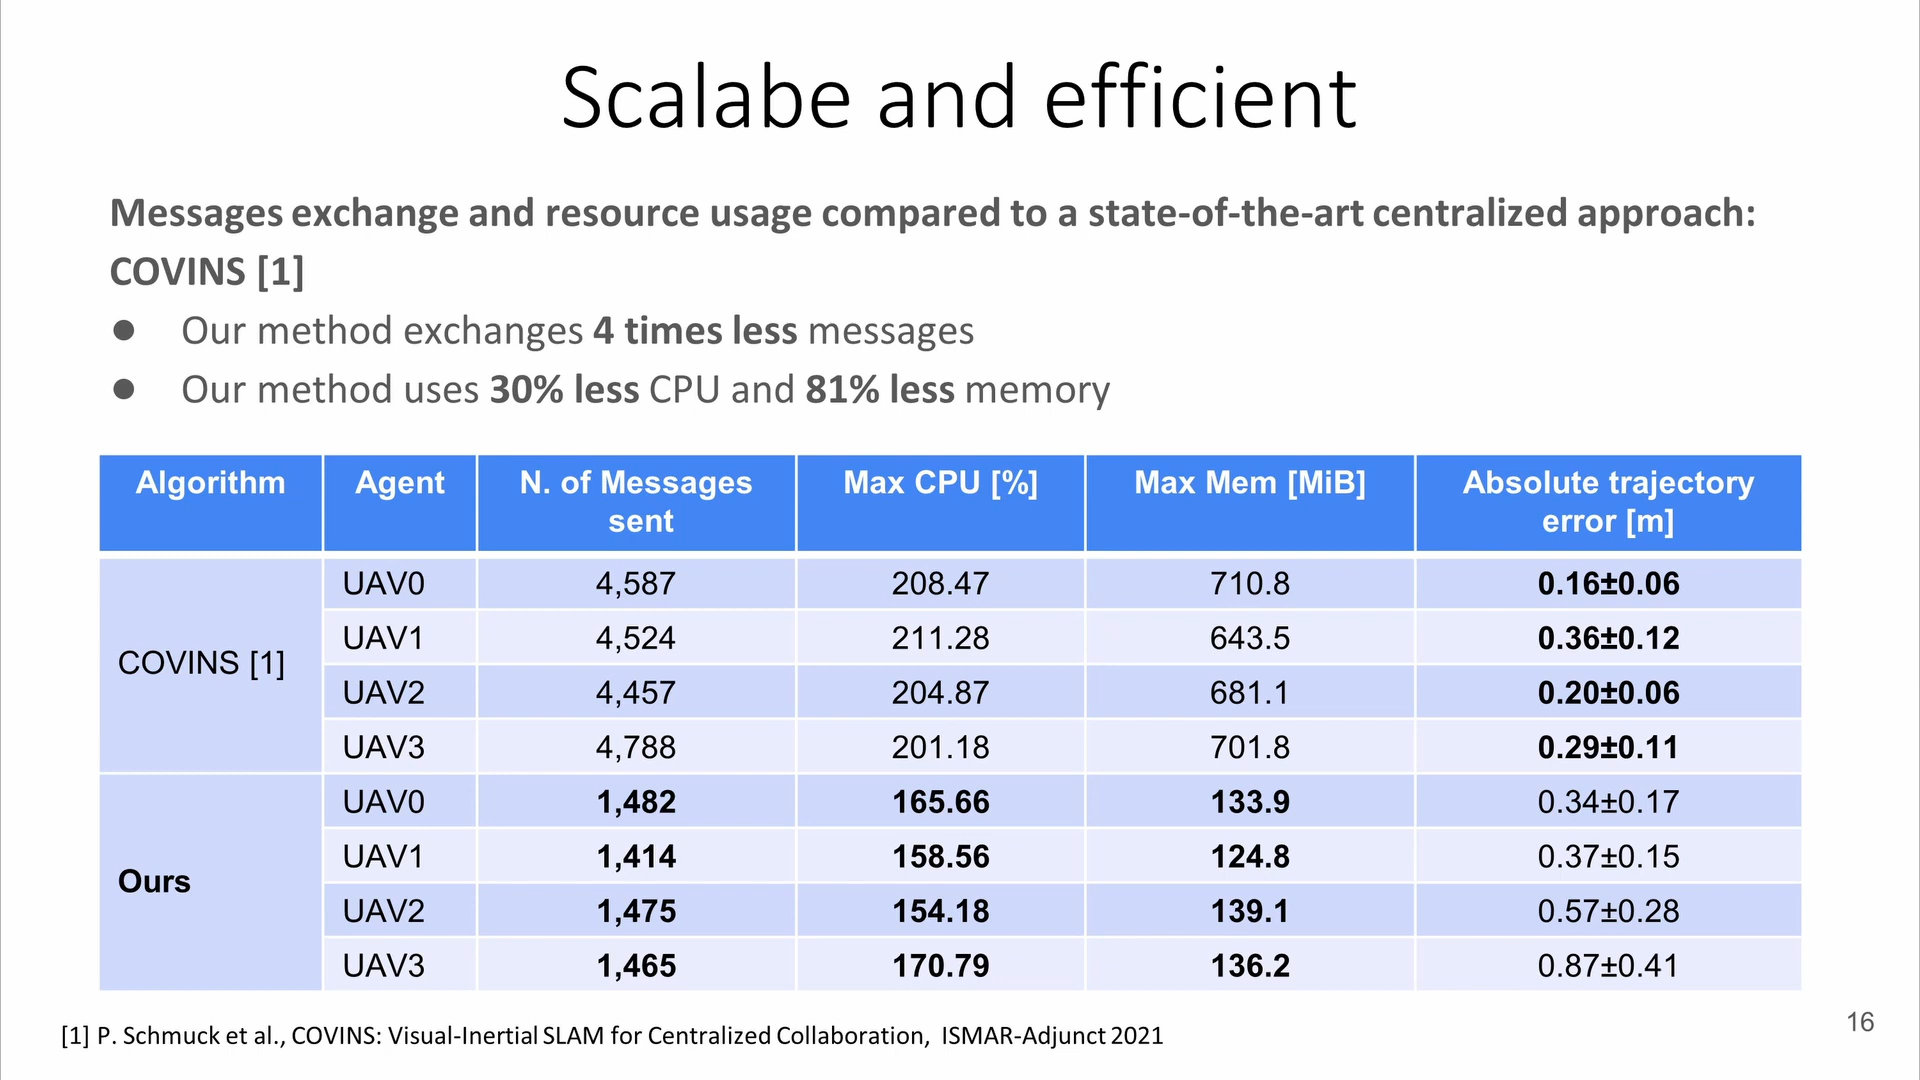 Scalabe and efficient
Messages exchange and resource usage compared to a state-of-the-art centralized approach:
COVINS [1]
● Our method exchanges 4 times less messages
● Our method uses 30% less CPU and 81% less memory
Algorithm Agent N. of Messages sent Max CPU [%] Max Mem [MiB] Absolute trajectory error [m]
COVINS [1]
UAV0 4,587 208.47 710.8 0.16±0.06
UAV1 4,524 211.28 643.5 0.36±0.12
UAV2 4,457 204.87 681.1 0.20±0.06
UAV3 4,788 201.18 701.8 0.29±0.11
Ours
UAV0 1,482 165.66 133.9 0.34±0.17
UAV1 1,414 158.56 124.8 0.37±0.15
UAV2 1,475 154.18 139.1 0.57±0.28
UAV3 1,465 170.79 136.2 0.87±0.41
[1] P. Schmuck et al., COVINS: Visual-Inertial SLAM for Centralized Collaboration, ISMAR-Adjunct 2021
16